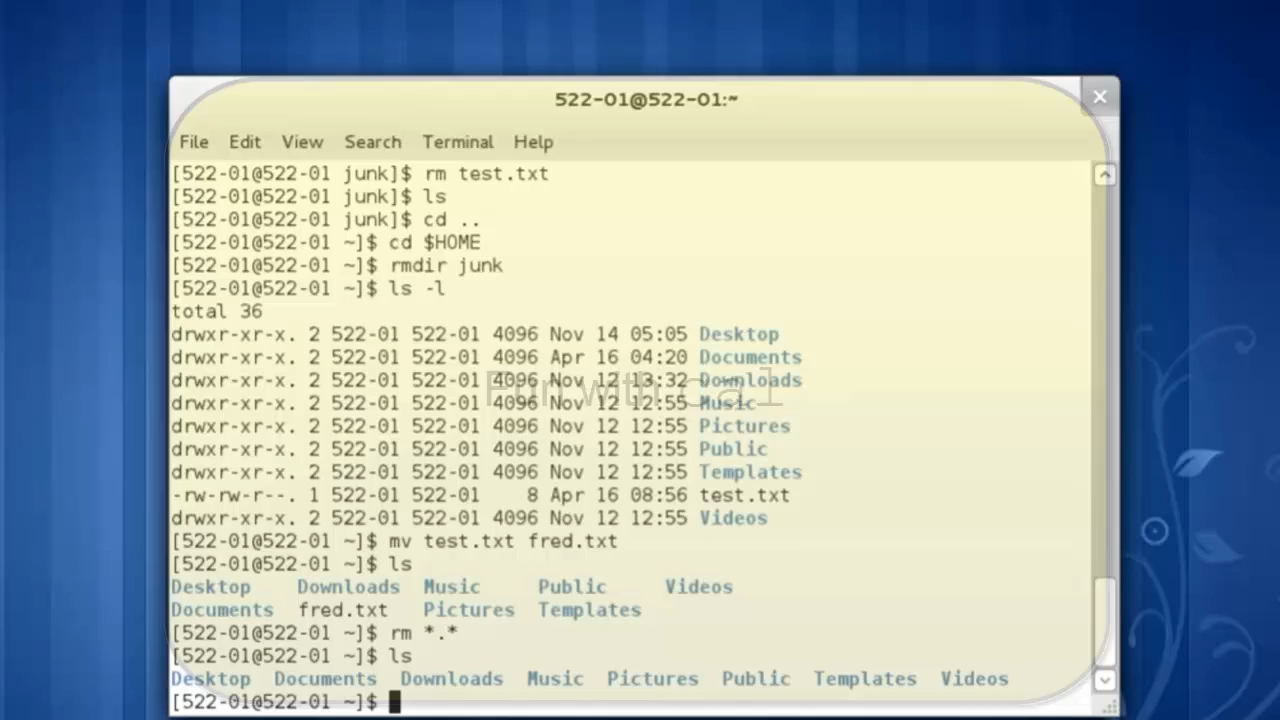 522-01@522-01:~
File Edit View Search Terminal Help
[522-01@522-01 junk]$ rm test.txt
[522-01@522-01 junk]$ ls
[522-01@522-01 junk]$ cd ..
[522-01@522-01 ~]$ cd $HOME
[522-01@522-01 ~]$ rmdir junk
[522-01@522-01 ~]$ ls -l
total 36
drwxr-xr-x. 2 522-01 522-01 4096 Nov 14 05:05 Desktop
drwxr-xr-x. 2 522-01 522-01 4096 Apr 16 04:20 Documents
drwxr-xr-x. 2 522-01 522-01 4096 Nov 12 13:32 Downloads
Fun with cal
drwxr-xr-x. 2 522-01 522-01 4096 Nov 12 12:55 Music
drwxr-xr-x. 2 522-01 522-01 4096 Nov 12 12:55 Pictures
drwxr-xr-x. 2 522-01 522-01 4096 Nov 12 12:55 Public
drwxr-xr-x. 2 522-01 522-01 4096 Nov 12 12:55 Templates
-rw-rw-r--. 1 522-01 522-01 8 Apr 16 08:56 test.txt
drwxr-xr-x. 2 522-01 522-01 4096 Nov 12 12:55 Videos
[522-01@522-01 ~]$ mv test.txt fred.txt
[522-01@522-01 ~]$ ls
Desktop Downloads Music Public Videos
Documents fred.txt Pictures Templates
[522-01@522-01 ~]$ rm *.*
[522-01@522-01 ~]$ ls
Desktop Documents Downloads Music Pictures Public Templates Videos
[522-01@522-01 ~]$